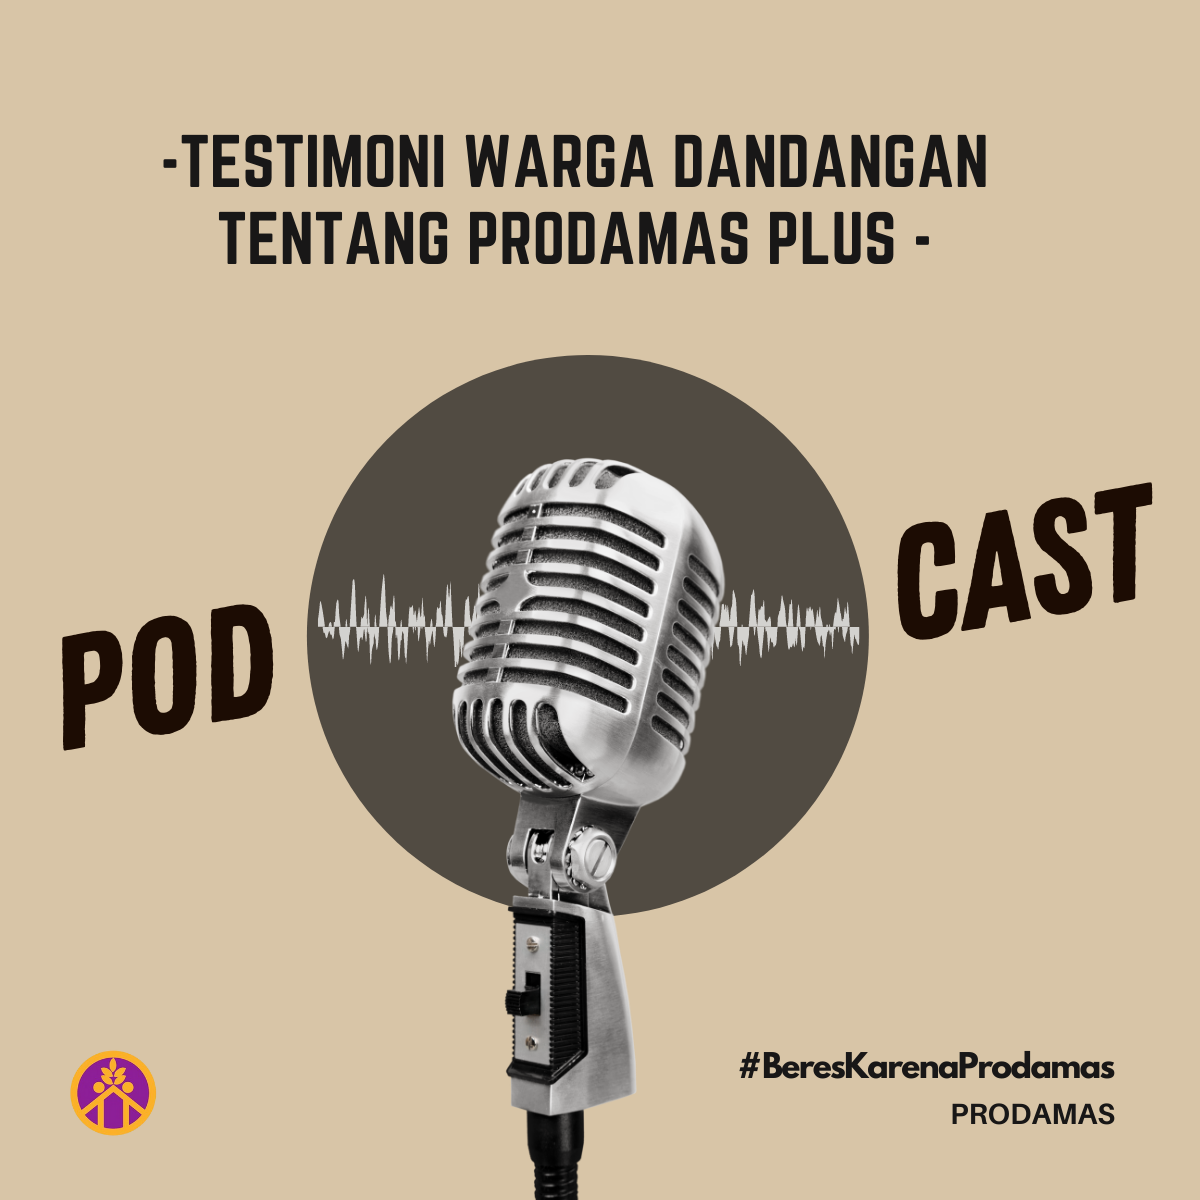 -TESTIMONI WARGA DANDANGAN
TENTANG PRODAMAS PLUS -
POD
CAST
#BeresKarenaProdamas
PRODAMAS